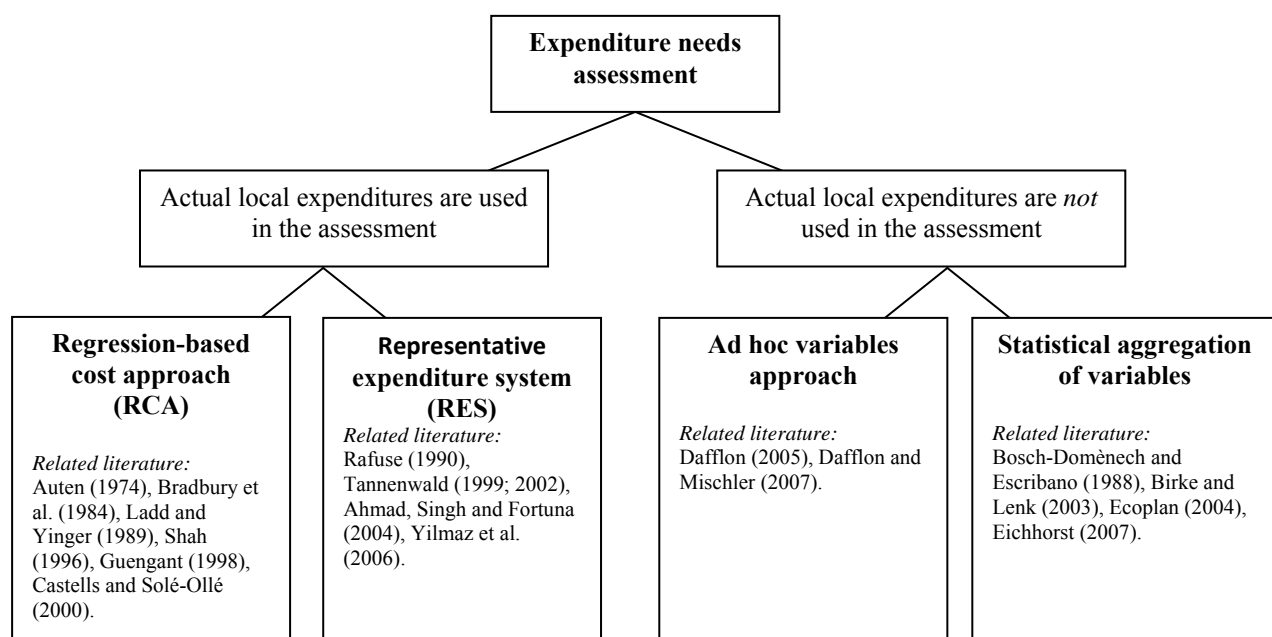 Expenditure needs
assessment
Actual local expenditures are used
in the assessment
Actual local expenditures are not
used in the assessment
Regression-based
cost approach
(RCA)
Related literature:
Auten (1974), Bradbury et
al. (1984), Ladd and
Yinger (1989), Shah
(1996), Guengant (1998),
Castells and Solé-Ollé
(2000).
Representative
expenditure system
(RES)
Related literature:
Rafuse (1990),
Tannenwald (1999; 2002),
Ahmad, Singh and Fortuna
(2004), Yilmaz et al.
(2006).
Ad hoc variables
approach
Related literature:
Dafflon (2005), Dafflon and
Mischler (2007).
Statistical aggregation
of variables
Related literature:
Bosch-Domènech and
Escribano (1988), Birke and
Lenk (2003), Ecoplan (2004),
Eichhorst (2007).